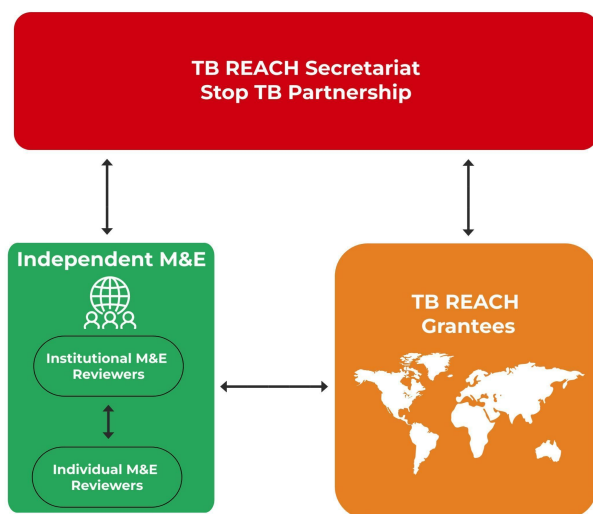 TB REACH Secretariat
Stop TB Partnership
Independent M&E
Institutional M&E
Reviewers
Individual M&E
Reviewers
TB REACH
Grantees